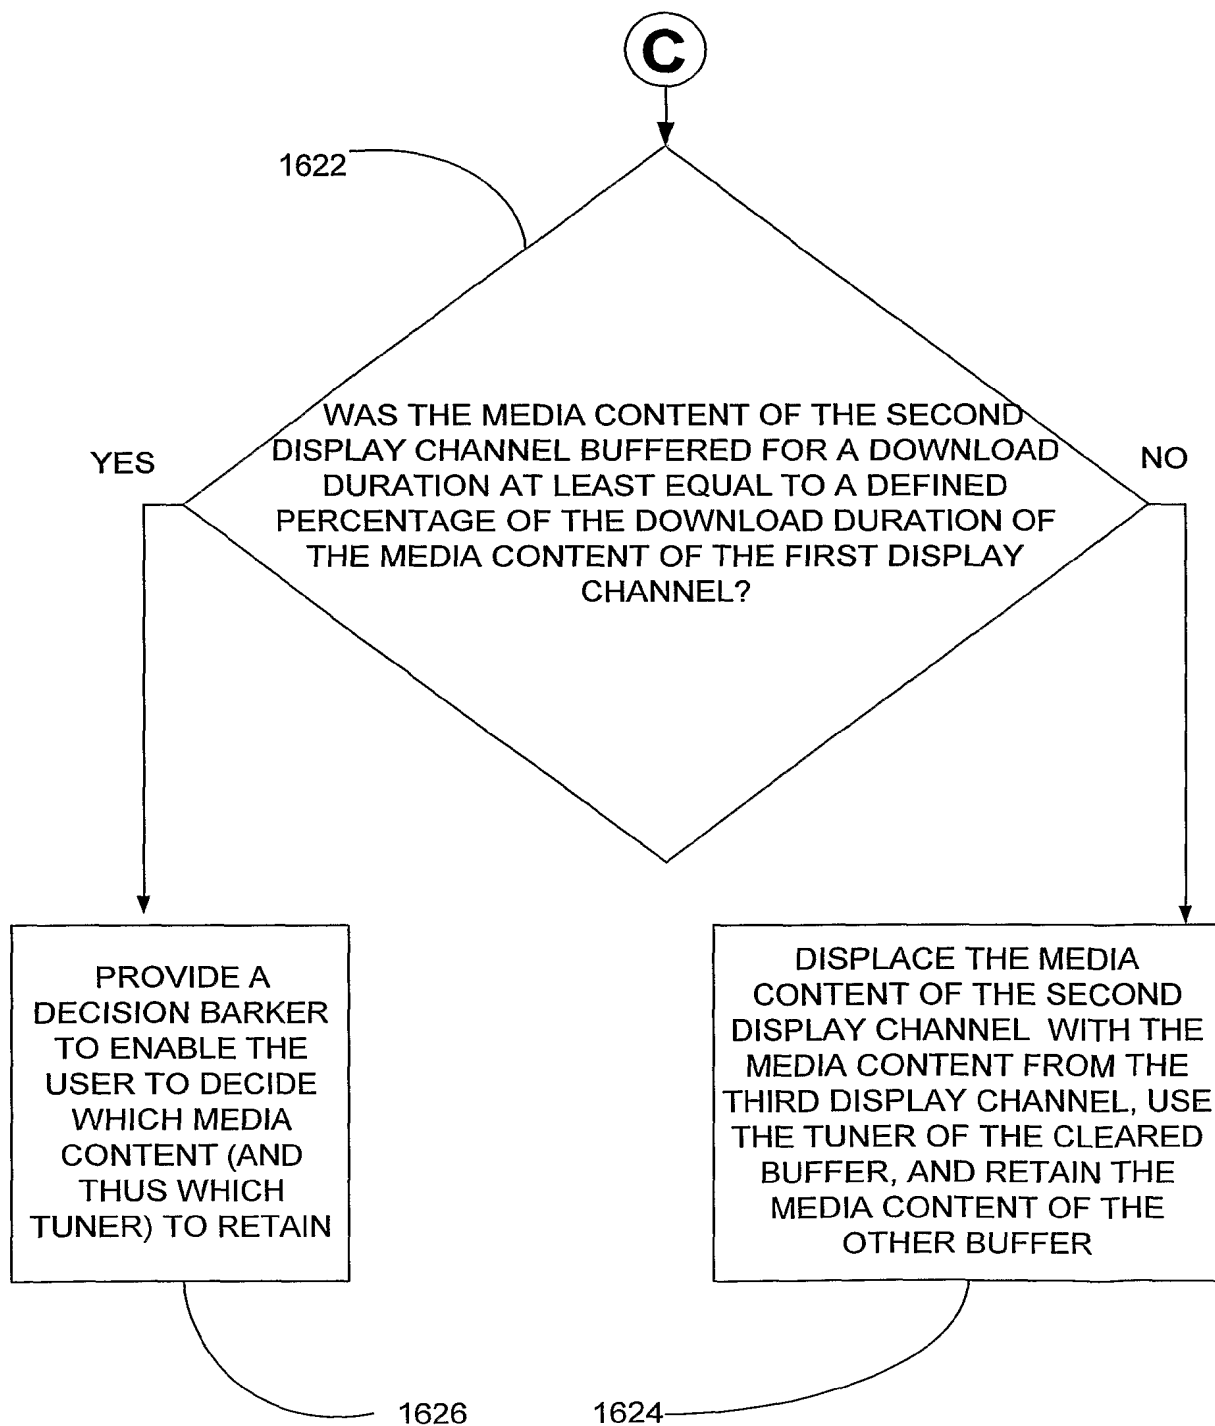 C
1622
WAS THE MEDIA CONTENT OF THE SECOND
DISPLAY CHANNEL BUFFERED FOR A DOWNLOAD
DURATION AT LEAST EQUAL TO A DEFINED
PERCENTAGE OF THE DOWNLOAD DURATION OF
THE MEDIA CONTENT OF THE FIRST DISPLAY
CHANNEL?
YES
NO
PROVIDE A
DECISION BARKER
TO ENABLE THE
USER TO DECIDE
WHICH MEDIA
CONTENT (AND
THUS WHICH
TUNER) TO RETAIN
DISPLACE THE MEDIA
CONTENT OF THE SECOND
DISPLAY CHANNEL WITH THE
MEDIA CONTENT FROM THE
THIRD DISPLAY CHANNEL, USE
THE TUNER OF THE CLEARED
BUFFER, AND RETAIN THE
MEDIA CONTENT OF THE
OTHER BUFFER
1626
1624